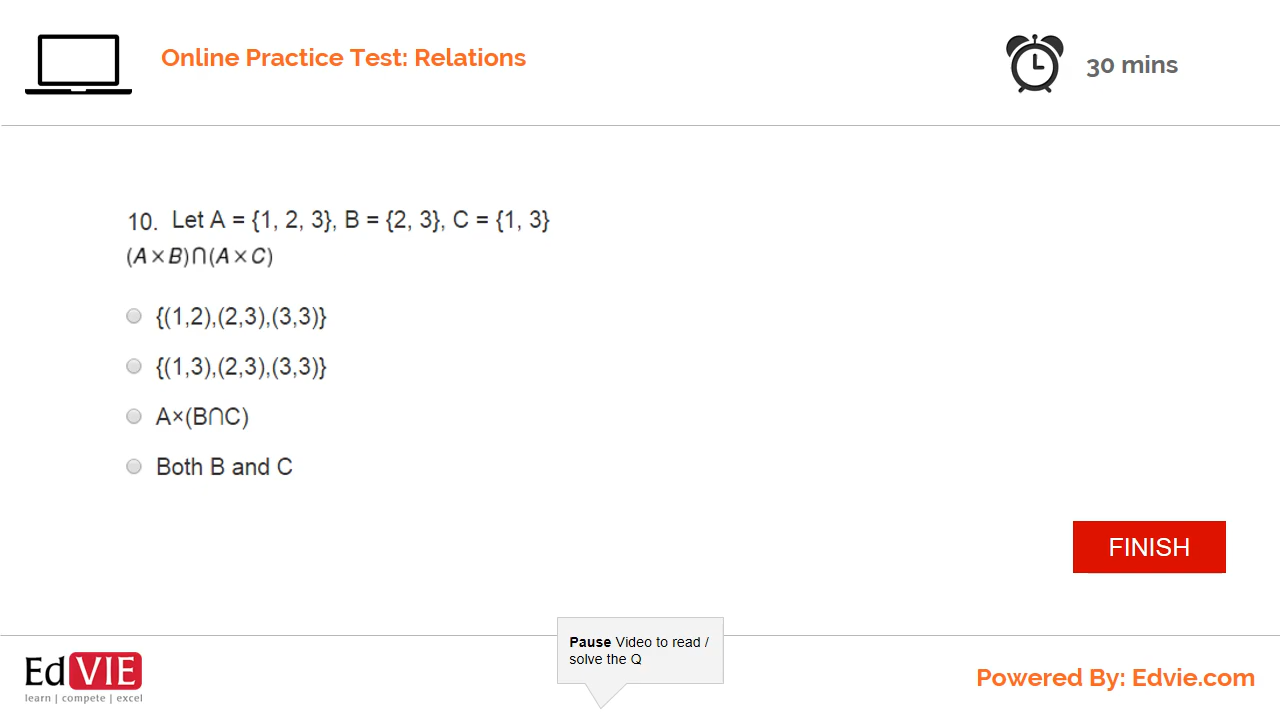 Online Practice Test: Relations
30 mins
10. Let A = {1, 2, 3}, B = {2, 3}, C = {1, 3}
(A×B)∩(A×C)
{(1,2),(2,3),(3,3)}
{(1,3),(2,3),(3,3)}
A×(B∩C)
Both B and C
FINISH
Pause Video to read /
solve the Q
EdVIE
learn | compete | excel
Powered By: Edvie.com